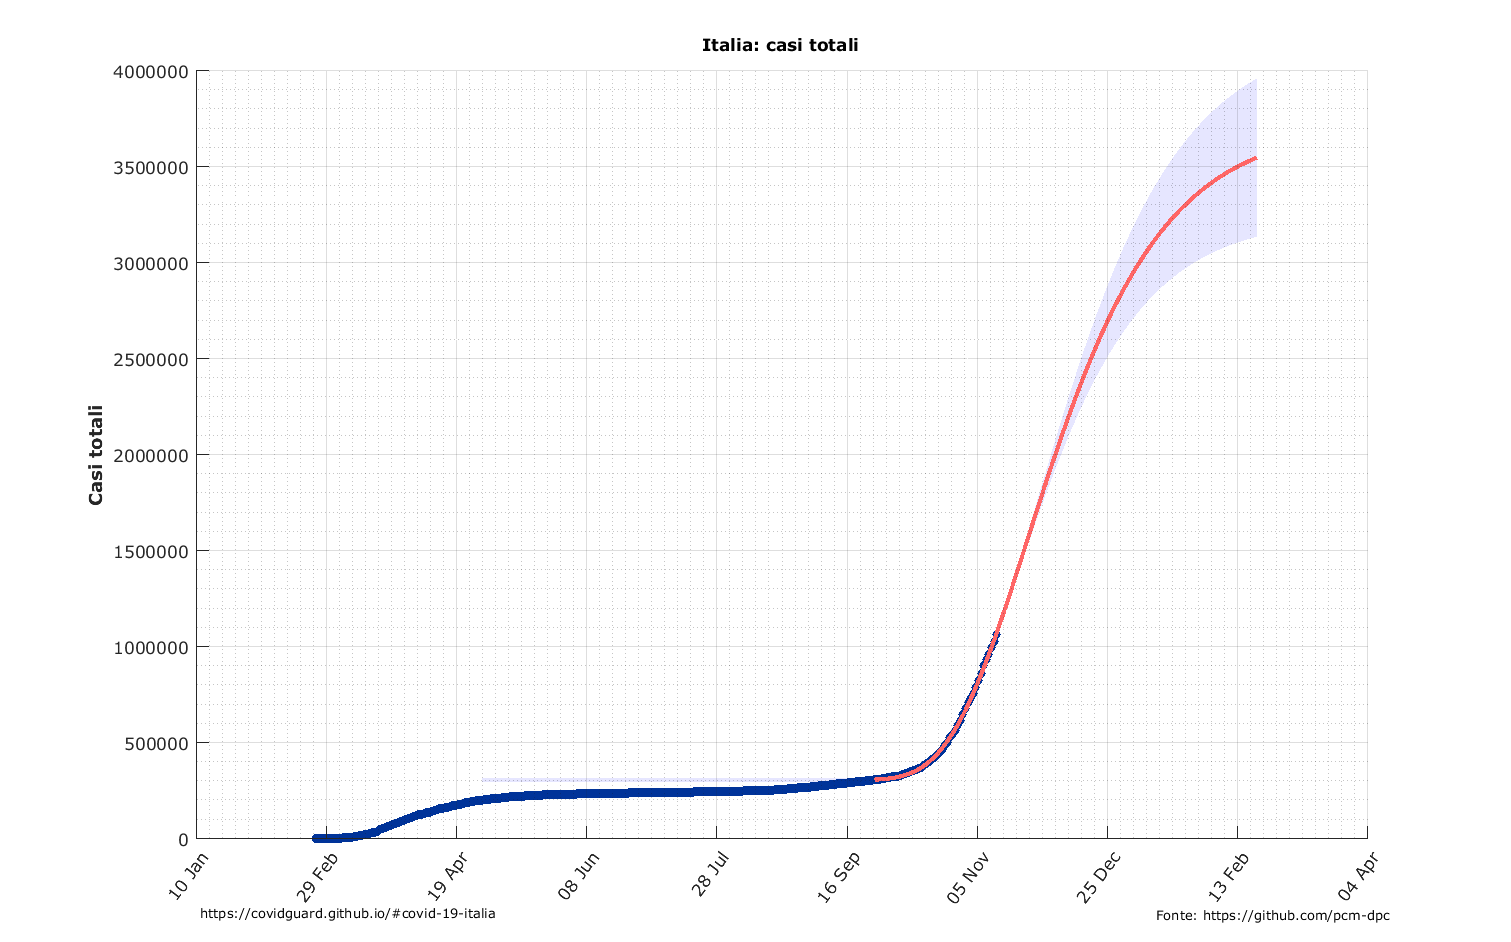 Italia: casi totali
4000000
3500000
3000000
2500000
2000000
1500000
1000000
500000
0
Casi totali
10 Jan
29 Feb
19 Apr
08 Jun
28 Jul
16 Sep
05 Nov
25 Dec
13 Feb
04 Apr
https://covidguard.github.io/#covid-19-italia
Fonte: https://github.com/pcm-dpc